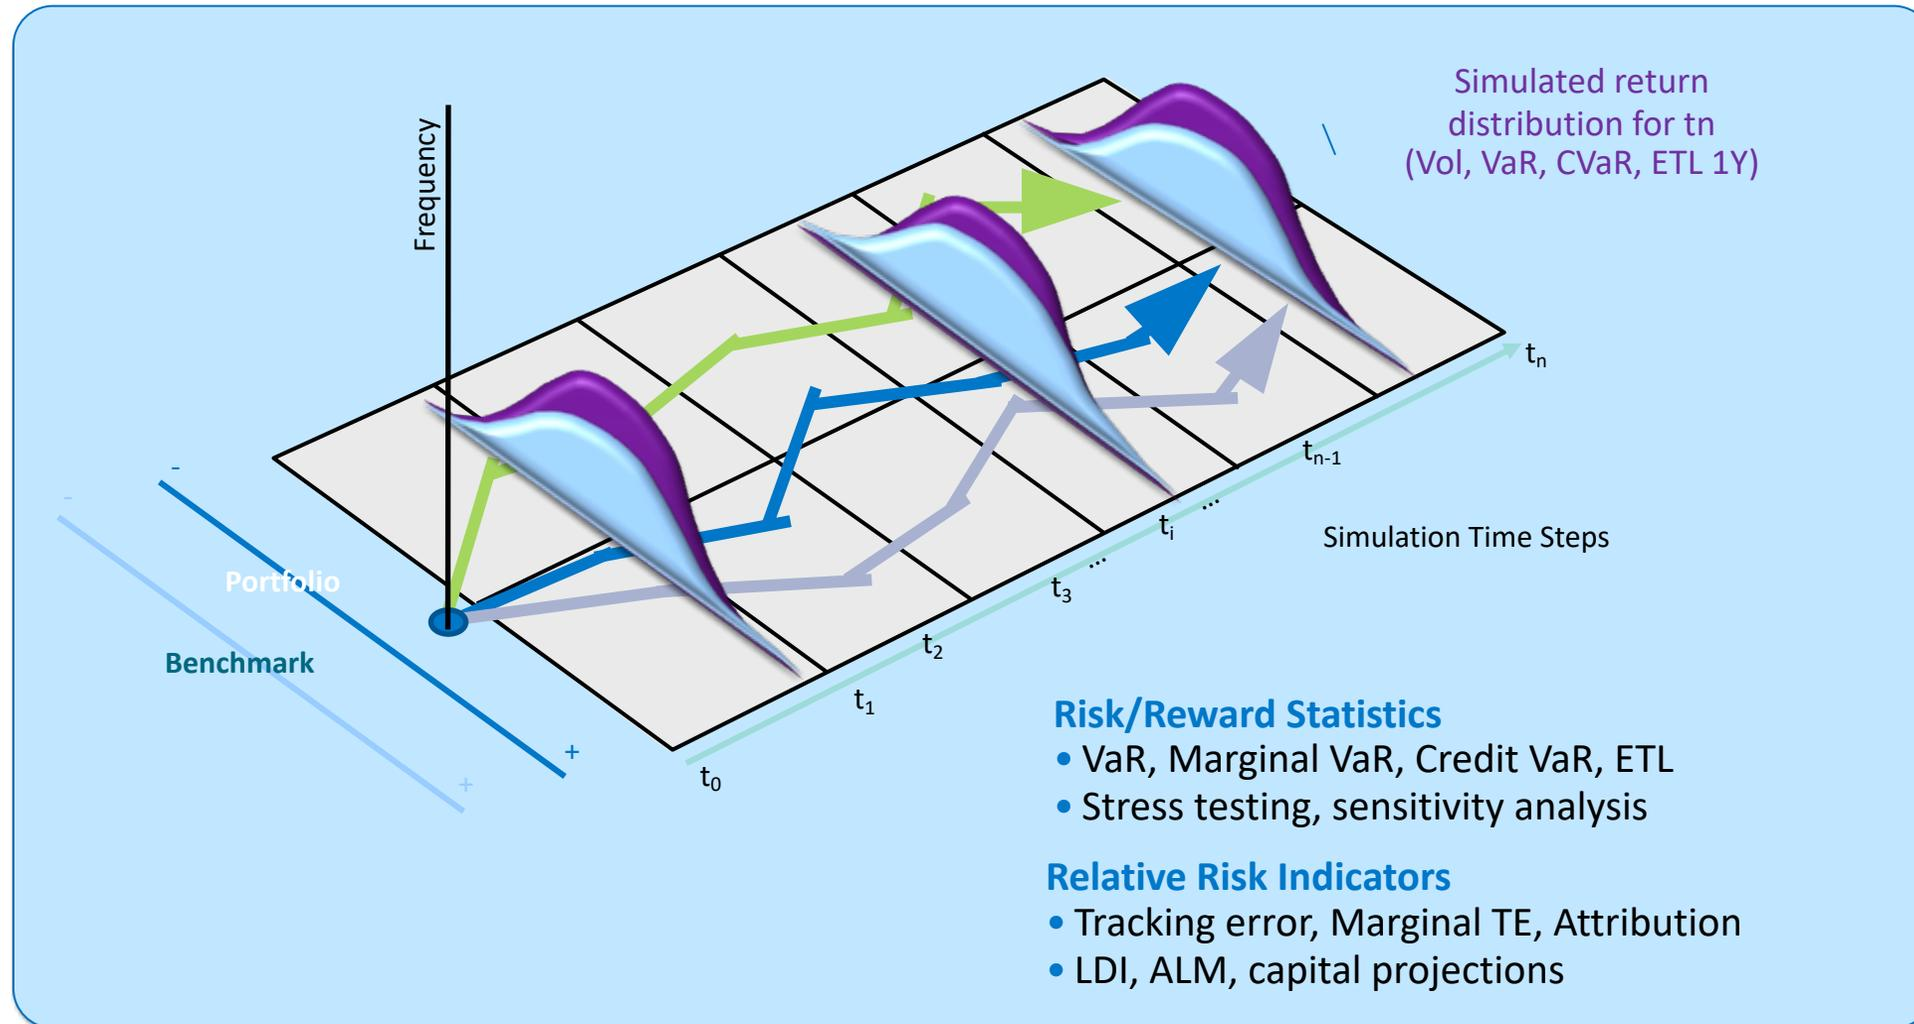 Simulated return
distribution for tn
(Vol, VaR, CVaR, ETL 1Y)
\
Frequency
tn
tn-1
...
ti
...
t3
t2
t1
t0
Simulation Time Steps
-
-
Portfolio
Benchmark
+
+
Risk/Reward Statistics
• VaR, Marginal VaR, Credit VaR, ETL
• Stress testing, sensitivity analysis
Relative Risk Indicators
• Tracking error, Marginal TE, Attribution
• LDI, ALM, capital projections